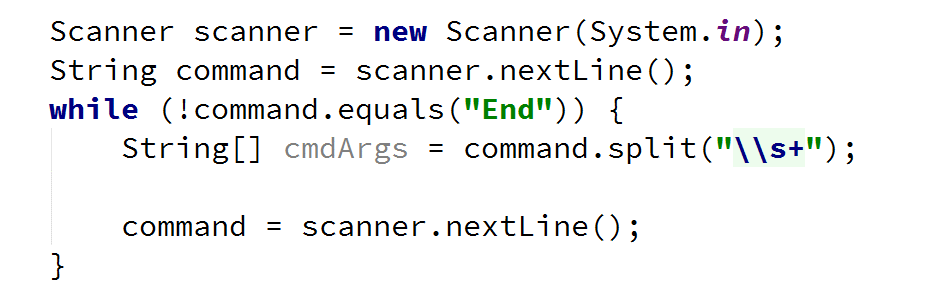 Scanner scanner = new Scanner(System.in);
String command = scanner.nextLine();
while (!command.equals("End")) {
    String[] cmdArgs = command.split("\\s+");
    command = scanner.nextLine();
}